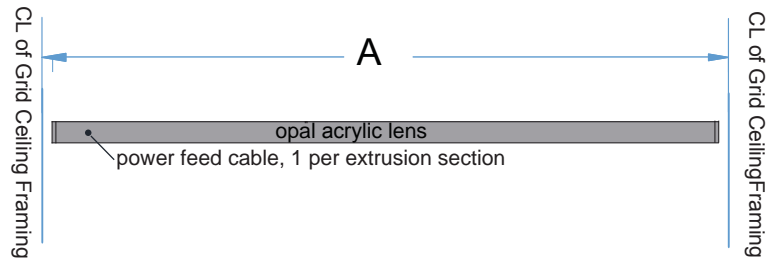 CL of Grid Ceiling Framing
A
CL of Grid CeilingFraming
opal acrylic lens
power feed cable, 1 per extrusion section